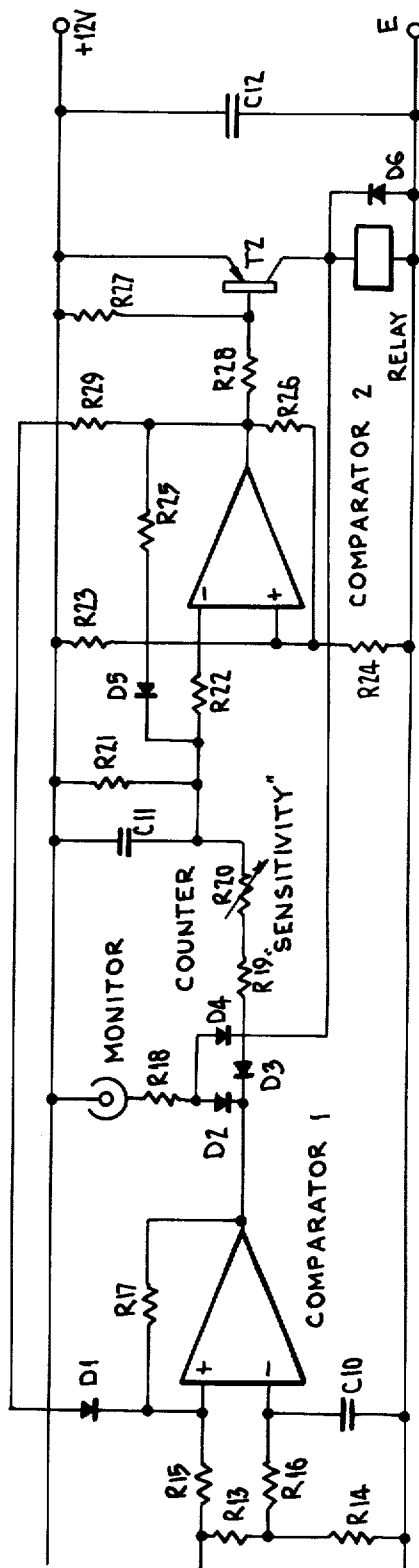 +12V
R29
R27
R23
D5
R21
R25
C11
C12
MONITOR
T2
D1
R17
R18
COUNTER
R22
−
+
R28
R26
D4
R20
D2
D3
R19
"SENSITIVITY"
R24
COMPARATOR 2
RELAY
D6
R15
R13
R16
R14
+
−
C10
COMPARATOR 1
E